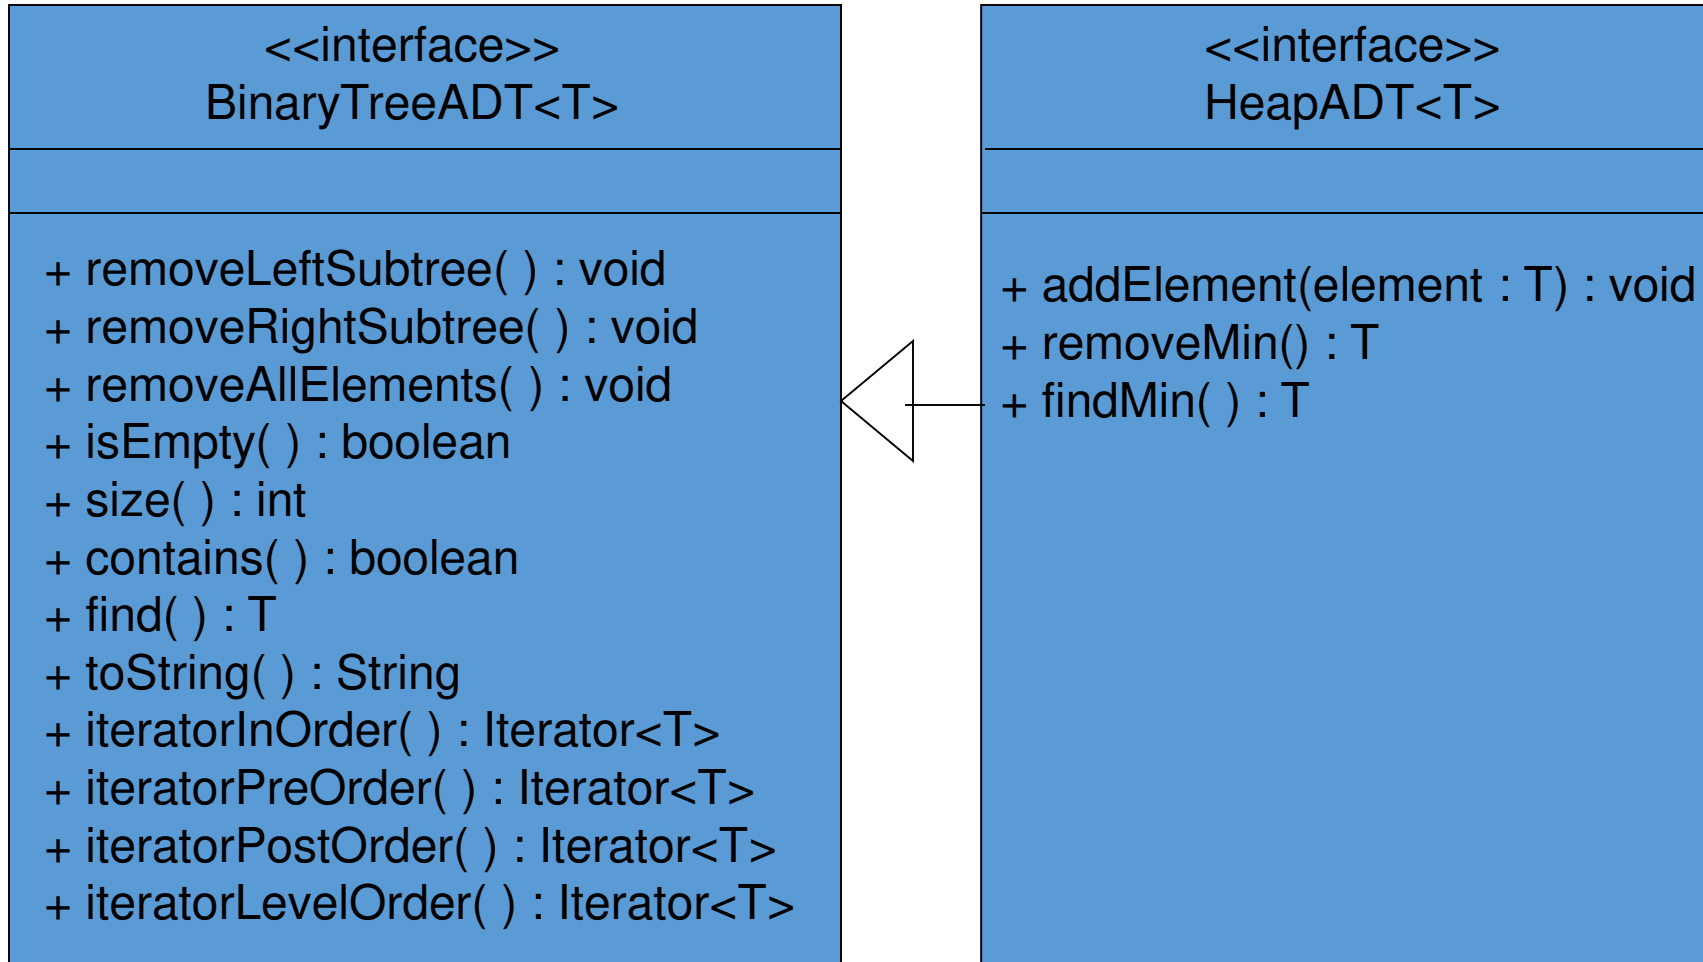 <<interface>>
BinaryTreeADT<T>
+ removeLeftSubtree( ) : void
+ removeRightSubtree( ) : void
+ removeAllElements( ) : void
+ isEmpty( ) : boolean
+ size( ) : int
+ contains( ) : boolean
+ find( ) : T
+ toString( ) : String
+ iteratorInOrder( ) : Iterator<T>
+ iteratorPreOrder( ) : Iterator<T>
+ iteratorPostOrder( ) : Iterator<T>
+ iteratorLevelOrder( ) : Iterator<T>
<<interface>>
HeapADT<T>
+ addElement(element : T) : void
+ removeMin() : T
+ findMin( ) : T